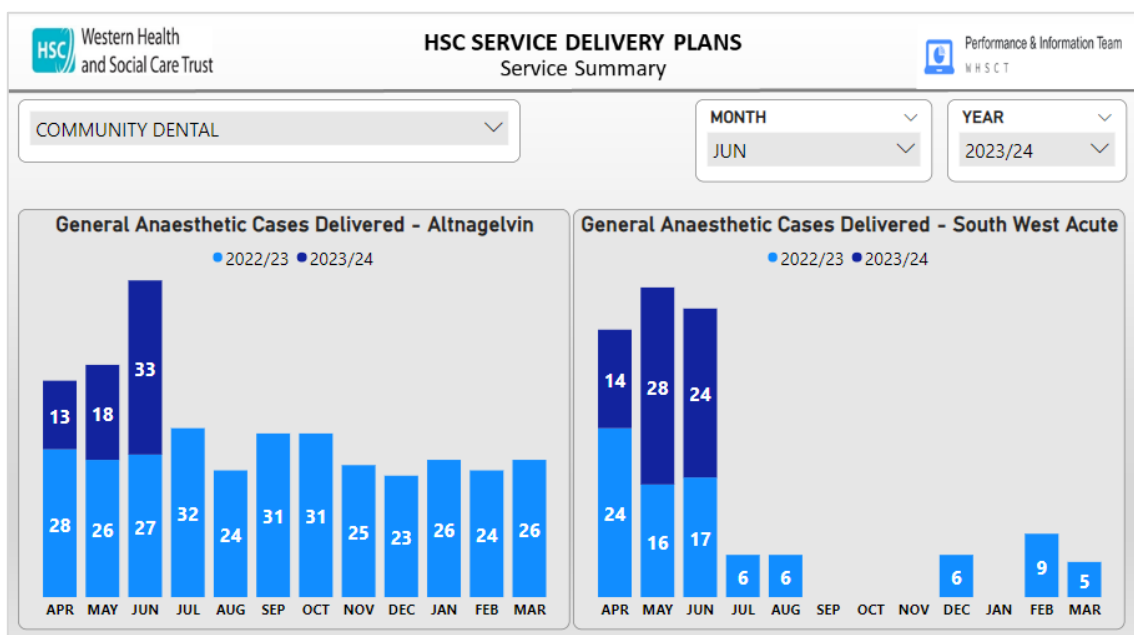 HSC
Western Health
and Social Care Trust
HSC SERVICE DELIVERY PLANS
Service Summary
Performance & Information Team
WHSCT
COMMUNITY DENTAL
MONTH
JUN
YEAR
2023/24
General Anaesthetic Cases Delivered - Altnagelvin
2022/23 2023/24
33
13 18
28 26 27 32 24 31 31 25 23 26 24 26
APR MAY JUN JUL AUG SEP OCT NOV DEC JAN FEB MAR
General Anaesthetic Cases Delivered - South West Acute
2022/23 2023/24
14 28 24
24 16 17 6 6 6 9 5
APR MAY JUN JUL AUG SEP OCT NOV DEC JAN FEB MAR